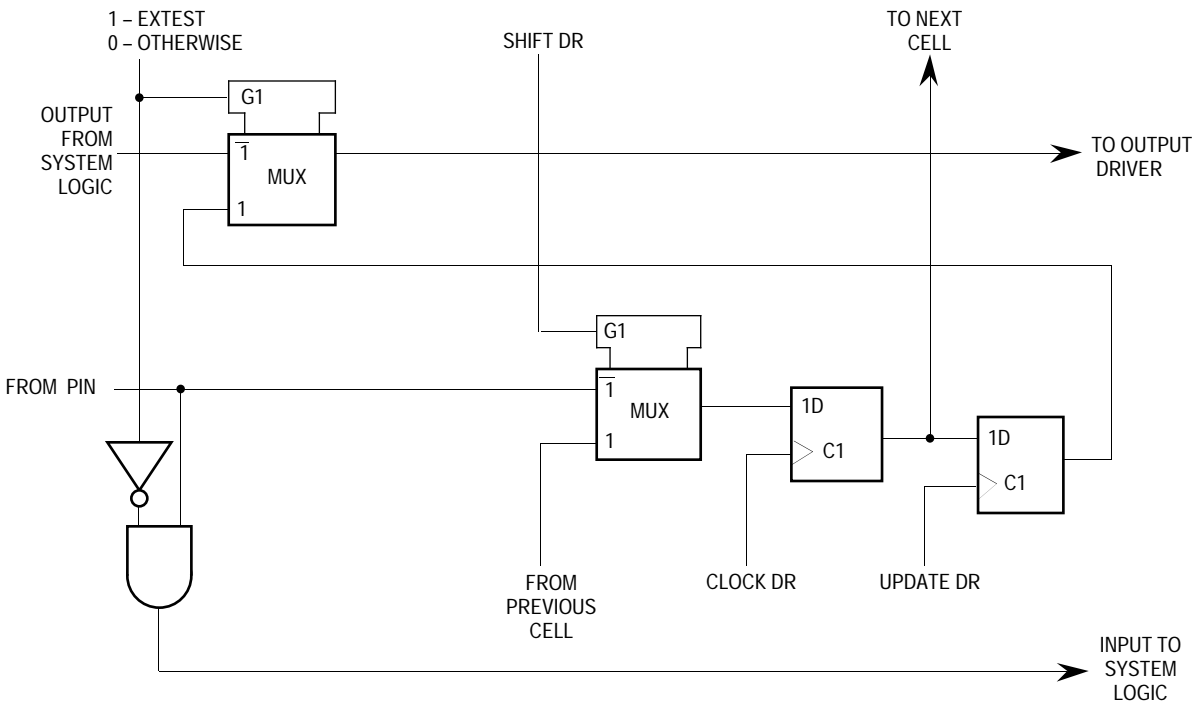 1 – EXTEST
0 – OTHERWISE
SHIFT DR
TO NEXT
CELL
G1
OUTPUT
FROM
SYSTEM
LOGIC
1
MUX
1
TO OUTPUT
DRIVER
G1
FROM PIN
1
MUX
1
1D
C1
1D
C1
FROM
PREVIOUS
CELL
CLOCK DR
UPDATE DR
INPUT TO
SYSTEM
LOGIC